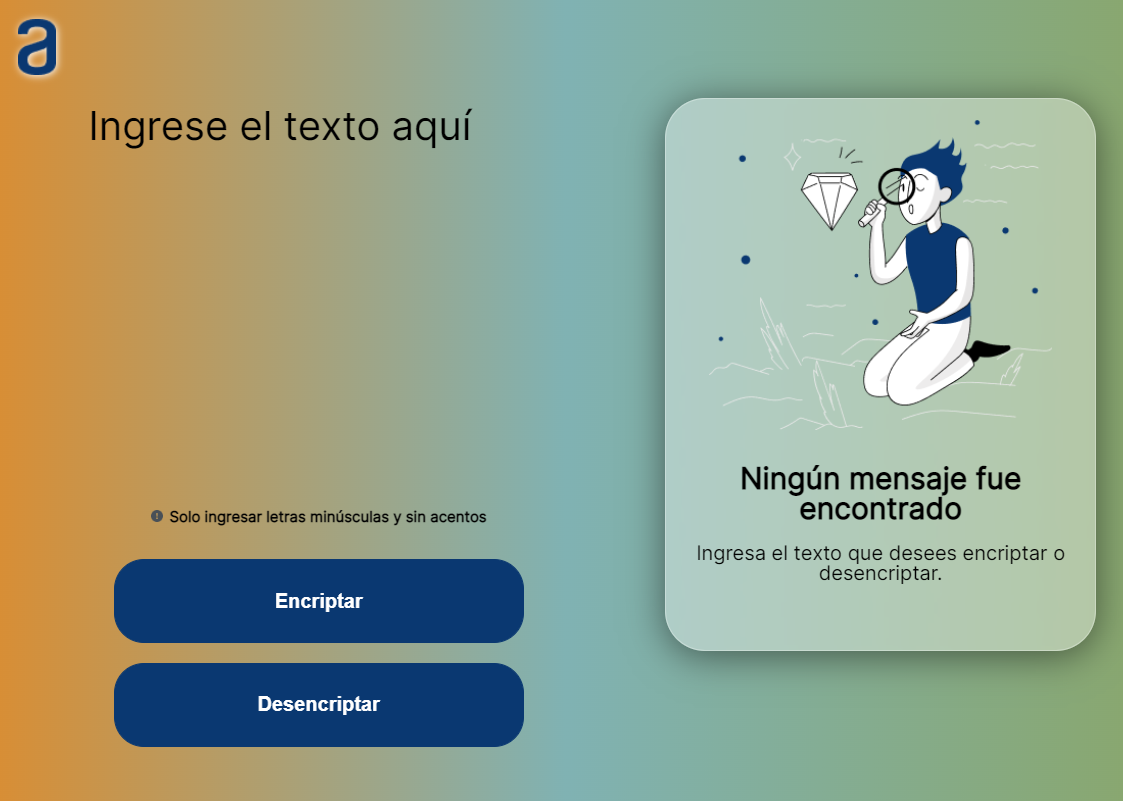 a
Ingrese el texto aquí
Solo ingresar letras minúsculas y sin acentos
Encriptar
Desencriptar
Ningún mensaje fue
encontrado
Ingresa el texto que desees encriptar o
desencriptar.